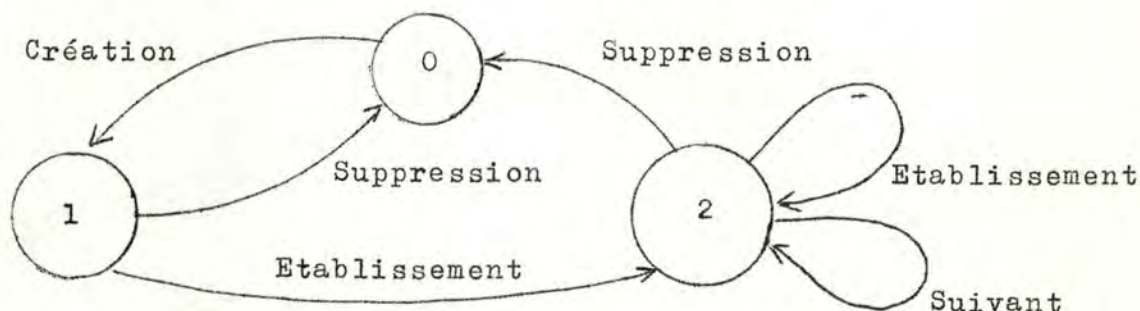 Création
0
Suppression
Suppression
Etablissement
1
2
Etablissement
Suivant